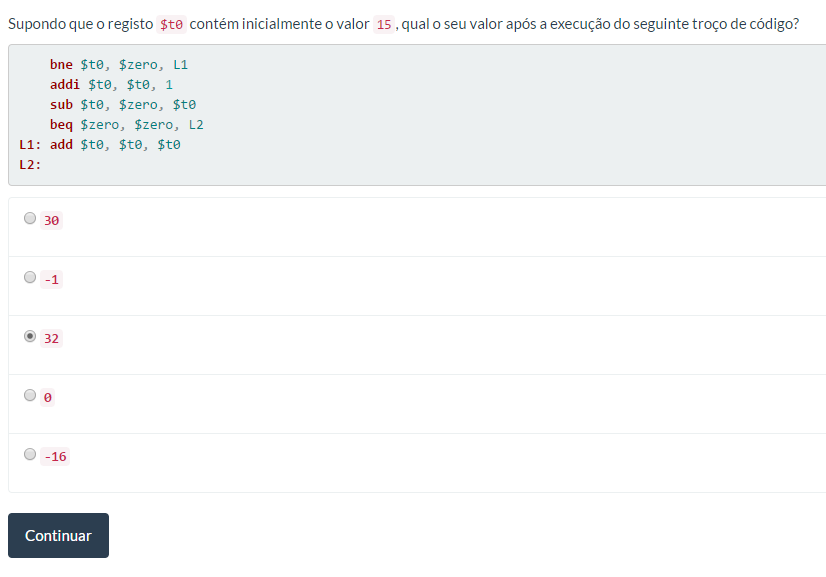 Supondo que o registo $t0 contém inicialmente o valor 15, qual o seu valor após a execução do seguinte troço de código?
bne $t0, $zero, L1
addi $t0, $t0, 1
sub $t0, $zero, $t0
beq $zero, $zero, L2
L1: add $t0, $t0, $t0
L2:
30
-1
32
0
-16
Continuar